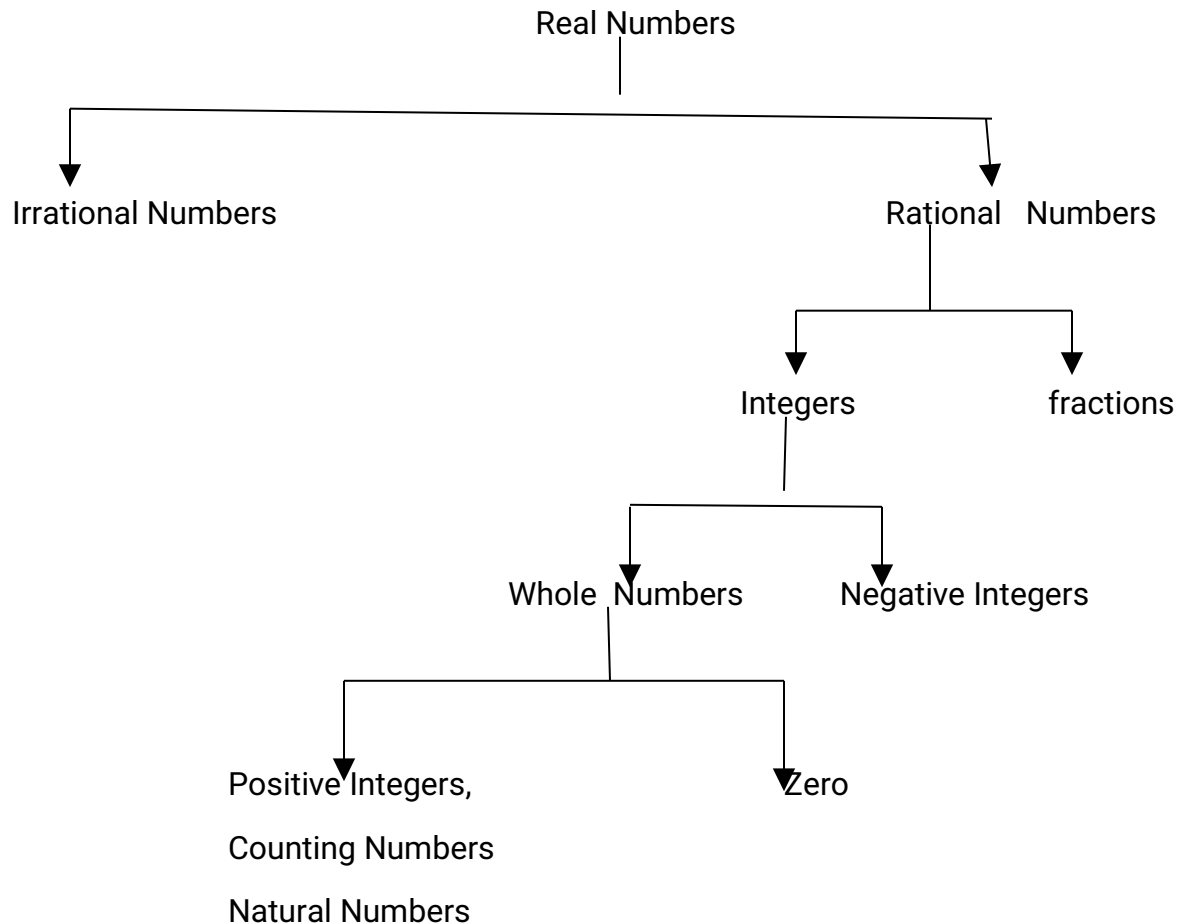 Real Numbers
Irrational Numbers
Rational Numbers
Integers
fractions
Whole Numbers
Negative Integers
Positive Integers,
Zero
Counting Numbers
Natural Numbers